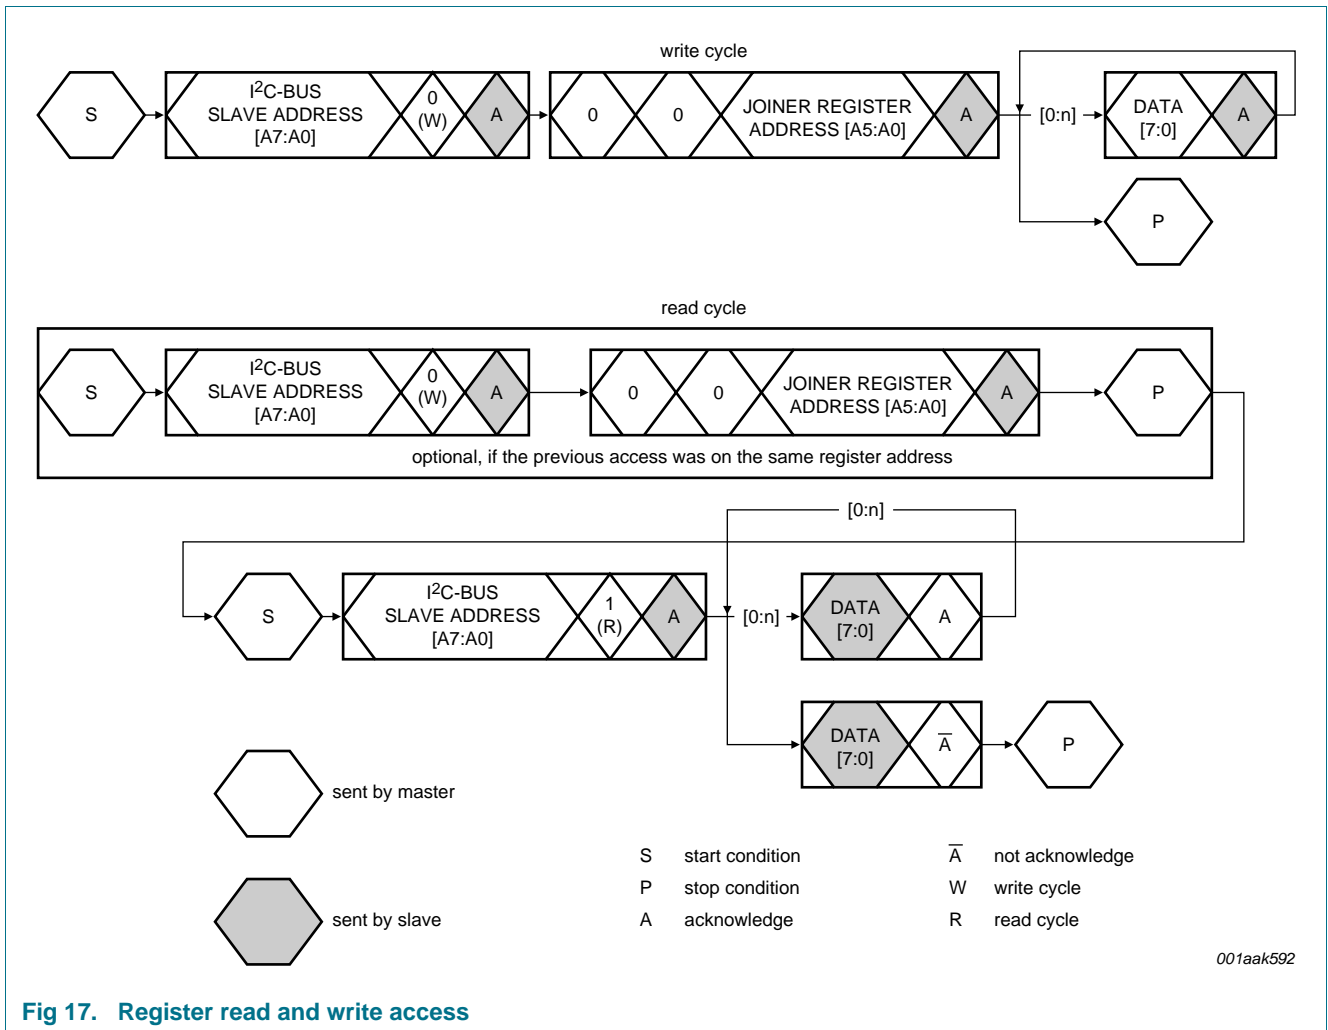 write cycle
S
I2C-BUS
SLAVE ADDRESS
[A7:A0]
0
(W)
A
0
0
JOINER REGISTER
ADDRESS [A5:A0]
A
[0:n]
DATA
[7:0]
A
P
read cycle
S
I2C-BUS
SLAVE ADDRESS
[A7:A0]
0
(W)
A
0
0
JOINER REGISTER
ADDRESS [A5:A0]
A
P
optional, if the previous access was on the same register address
[0:n]
S
I2C-BUS
SLAVE ADDRESS
[A7:A0]
1
(R)
A
[0:n]
DATA
[7:0]
A
DATA
[7:0]
A̅
P
sent by master
sent by slave
S start condition
P stop condition
A acknowledge
A̅ not acknowledge
W write cycle
R read cycle
001aak592
Fig 17. Register read and write access